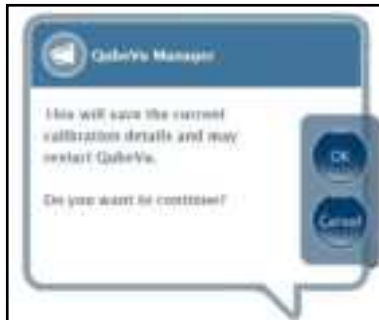 QubeVu Manager
This will save the current
calibration details and may
restart QubeVu.
Do you want to continue?
OK
Cancel